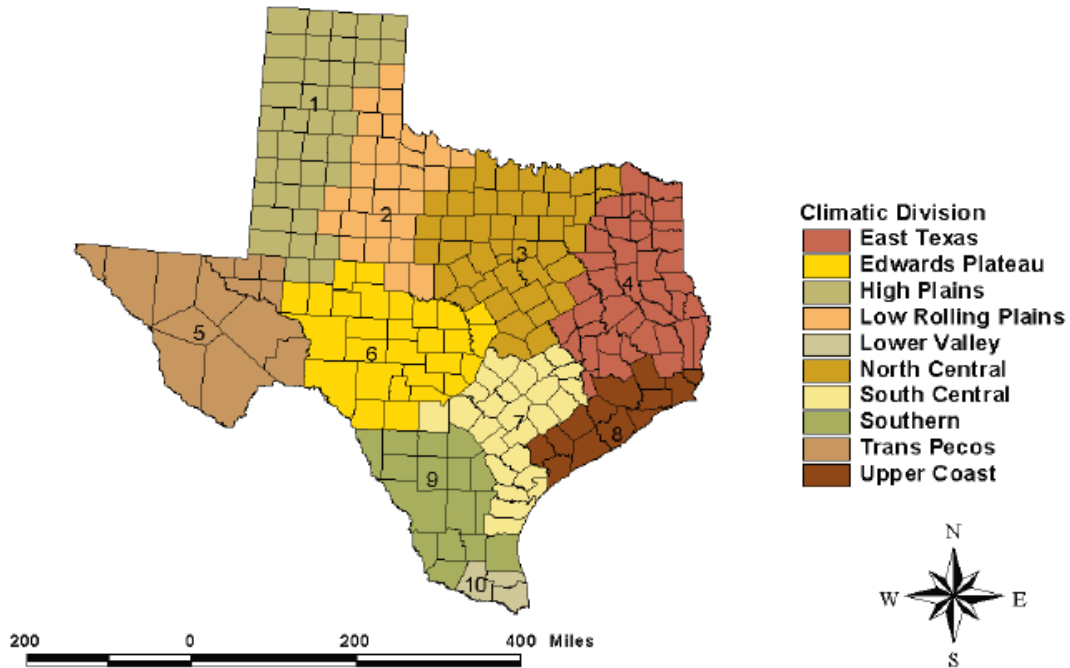 1
2
3
4
5
6
7
8
9
10
Climatic Division
East Texas
Edwards Plateau
High Plains
Low Rolling Plains
Lower Valley
North Central
South Central
Southern
Trans Pecos
Upper Coast
N
W E
S
200 0 200 400 Miles